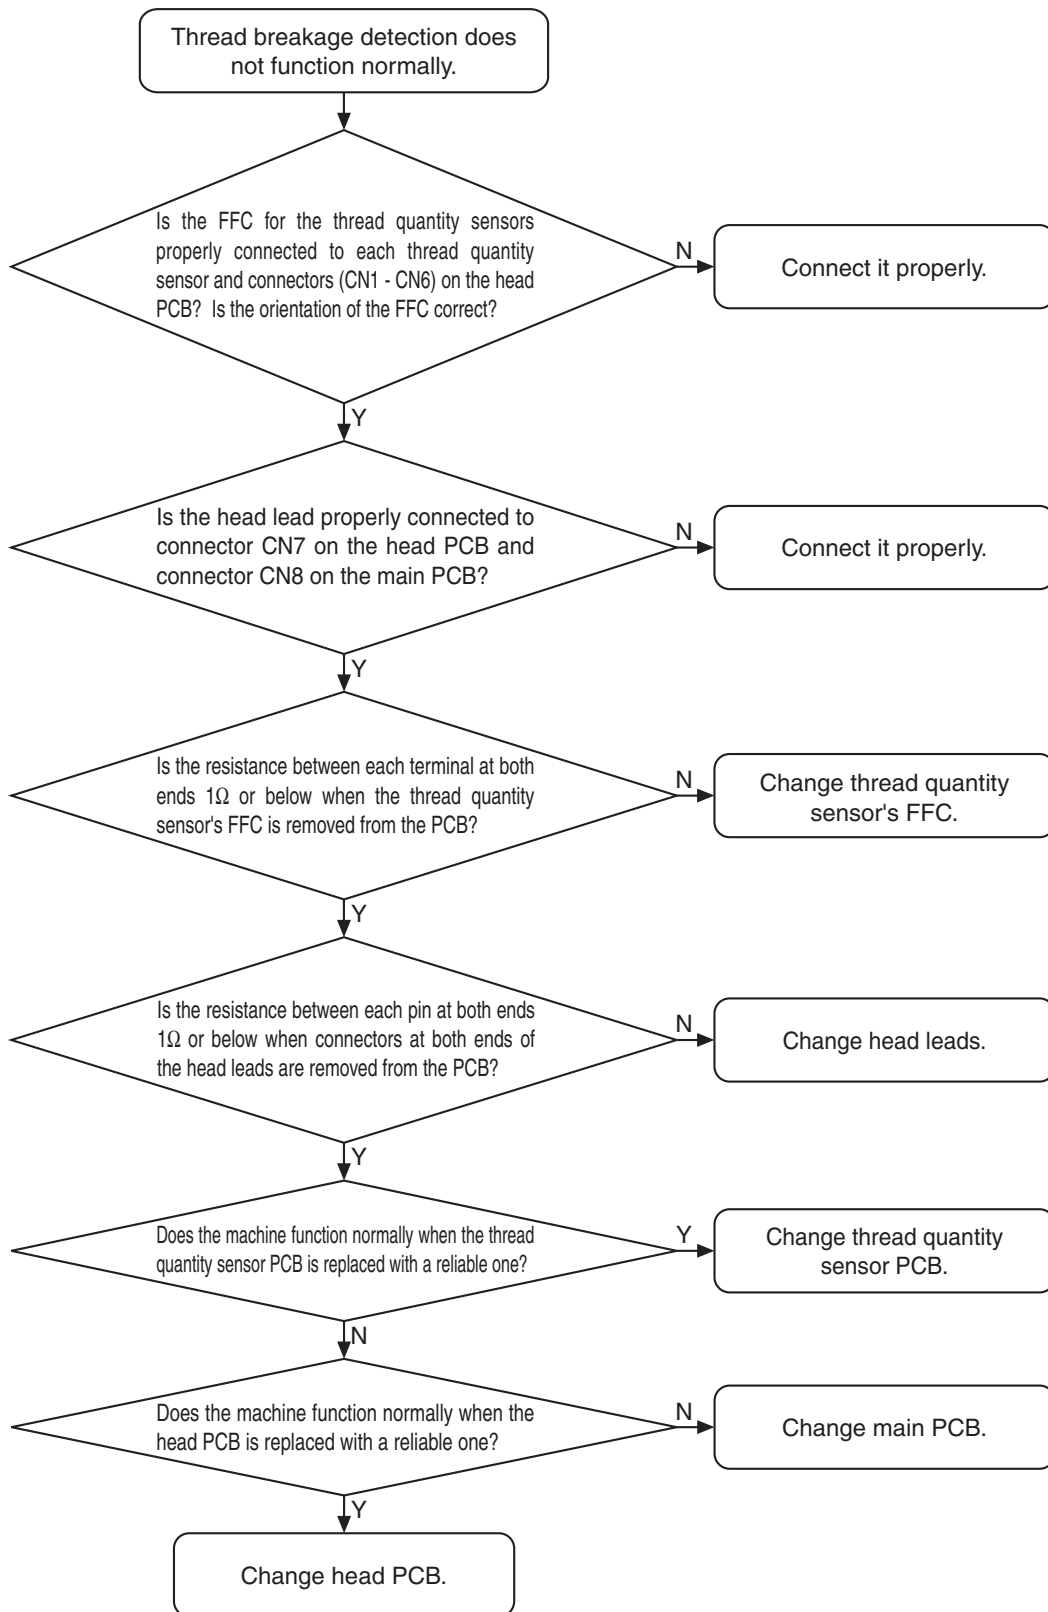 Thread breakage detection does
not function normally.
Is the FFC for the thread quantity sensors
properly connected to each thread quantity
sensor and connectors (CN1 - CN6) on the head
PCB? Is the orientation of the FFC correct?
N
Connect it properly.
Y
Is the head lead properly connected to
connector CN7 on the head PCB and
connector CN8 on the main PCB?
N
Connect it properly.
Y
Is the resistance between each terminal at both
ends 1Ω or below when the thread quantity
sensor's FFC is removed from the PCB?
N
Change thread quantity
sensor's FFC.
Y
Is the resistance between each pin at both ends
1Ω or below when connectors at both ends of
the head leads are removed from the PCB?
N
Change head leads.
Y
Does the machine function normally when the thread
quantity sensor PCB is replaced with a reliable one?
Y
Change thread quantity
sensor PCB.
N
Does the machine function normally when the
head PCB is replaced with a reliable one?
N
Change main PCB.
Y
Change head PCB.